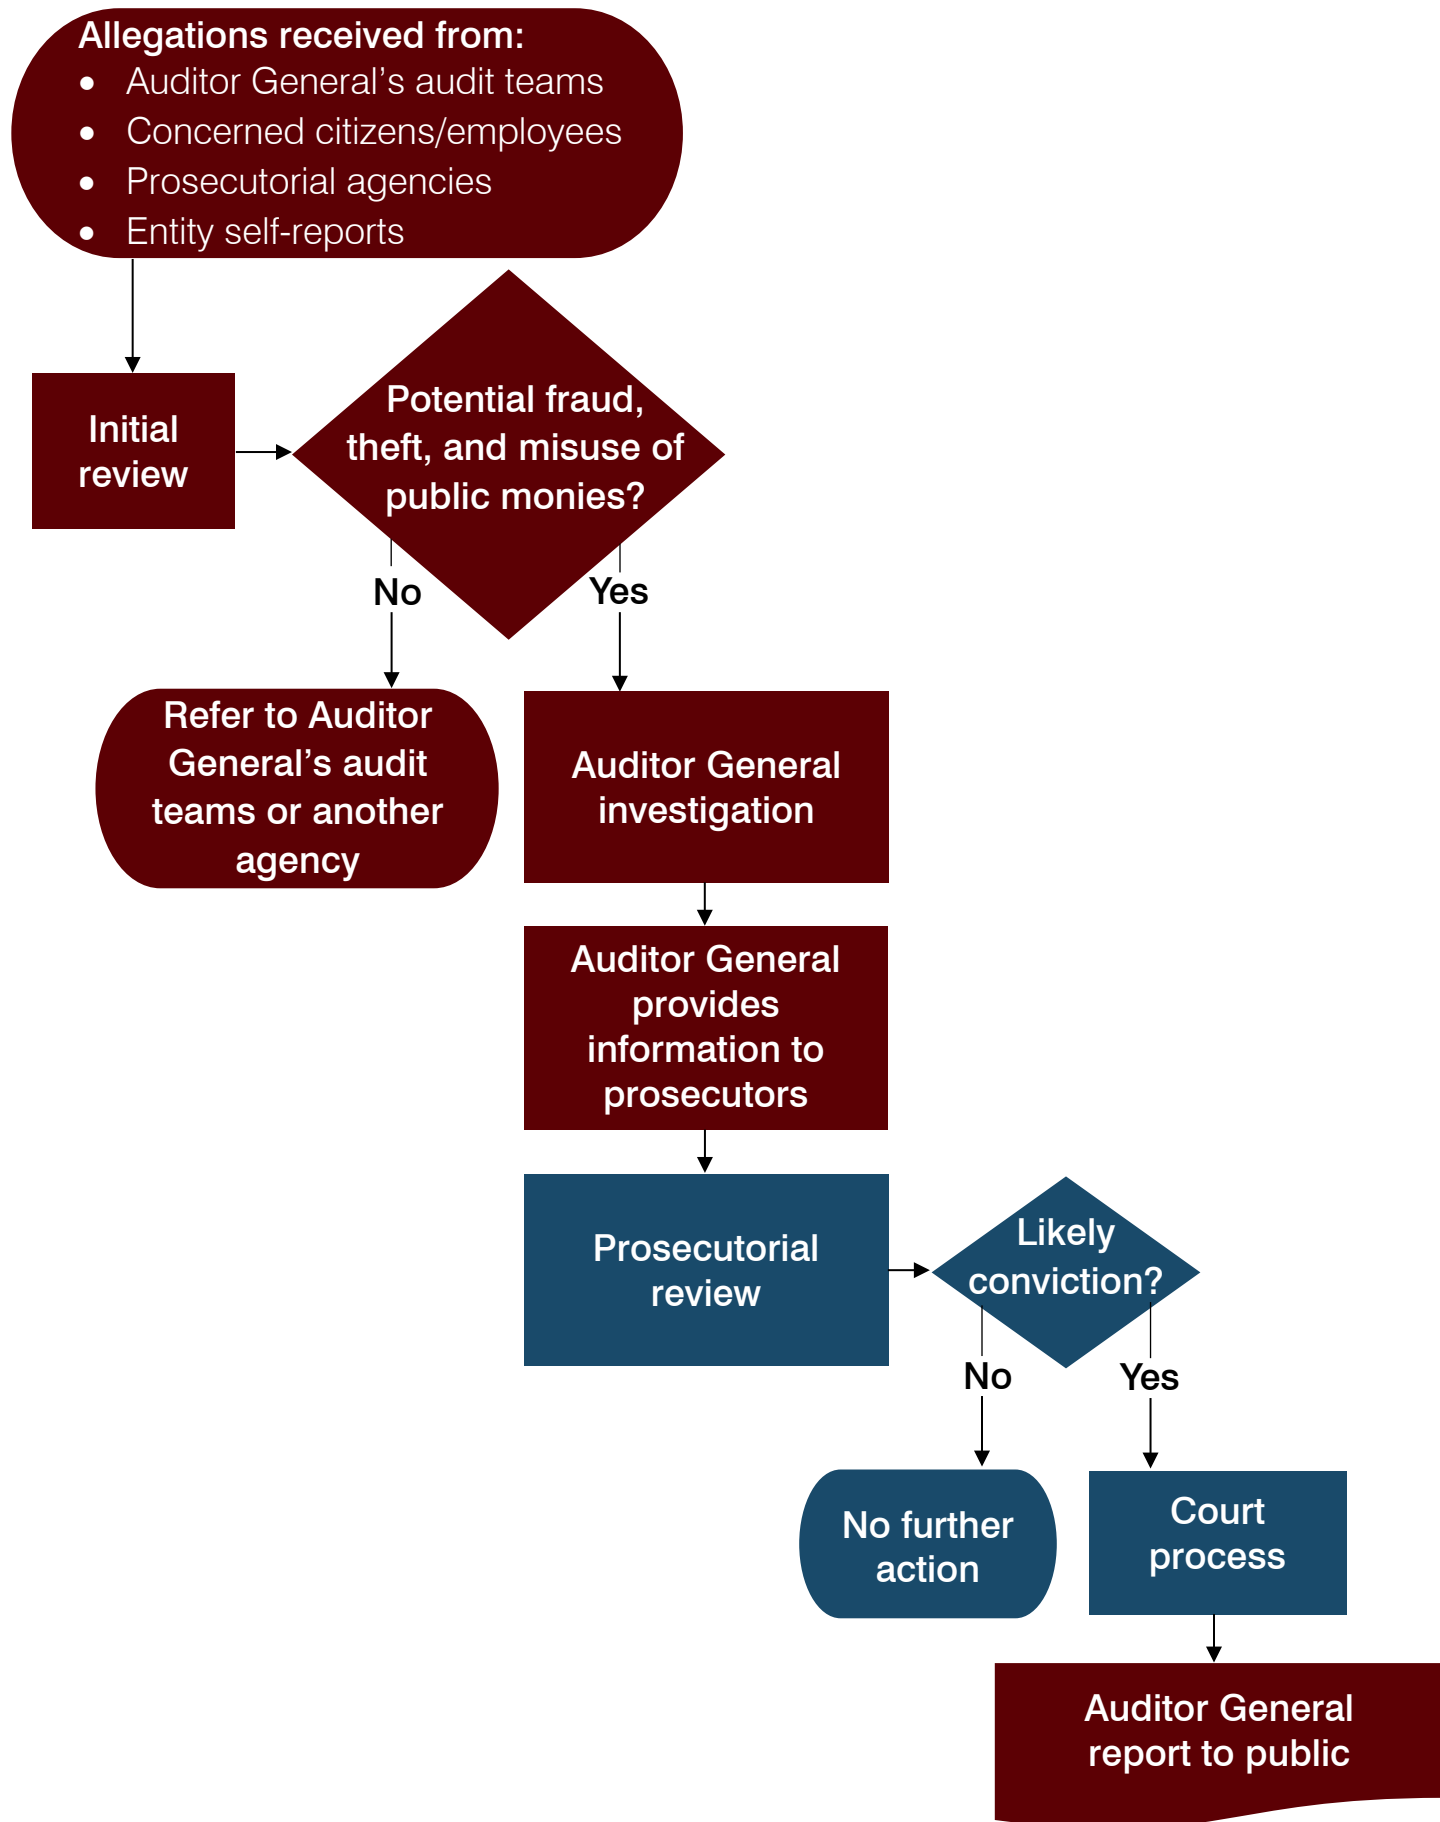 Allegations received from:
• Auditor General’s audit teams
• Concerned citizens/employees
• Prosecutorial agencies
• Entity self-reports
Initial
review
Potential fraud,
theft, and misuse of
public monies?
No
Yes
Refer to Auditor
General’s audit
teams or another
agency
Auditor General
investigation
Auditor General
provides
information to
prosecutors
Prosecutorial
review
Likely
conviction?
No
Yes
No further
action
Court
process
Auditor General
report to public